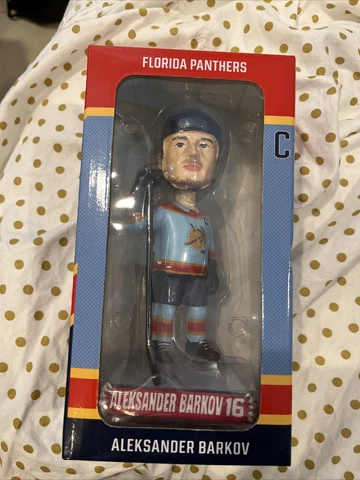 FLORIDA PANTHERS
C
ALEKSANDER BARKOV 16
ALEKSANDER BARKOV